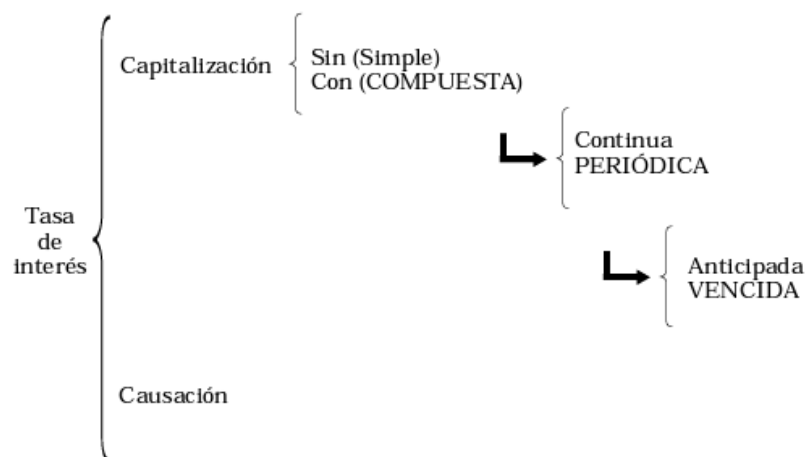 Capitalización
Sin (Simple)
Con (COMPUESTA)
Continua
PERIÓDICA
Tasa
de
interés
Anticipada
VENCIDA
Causación